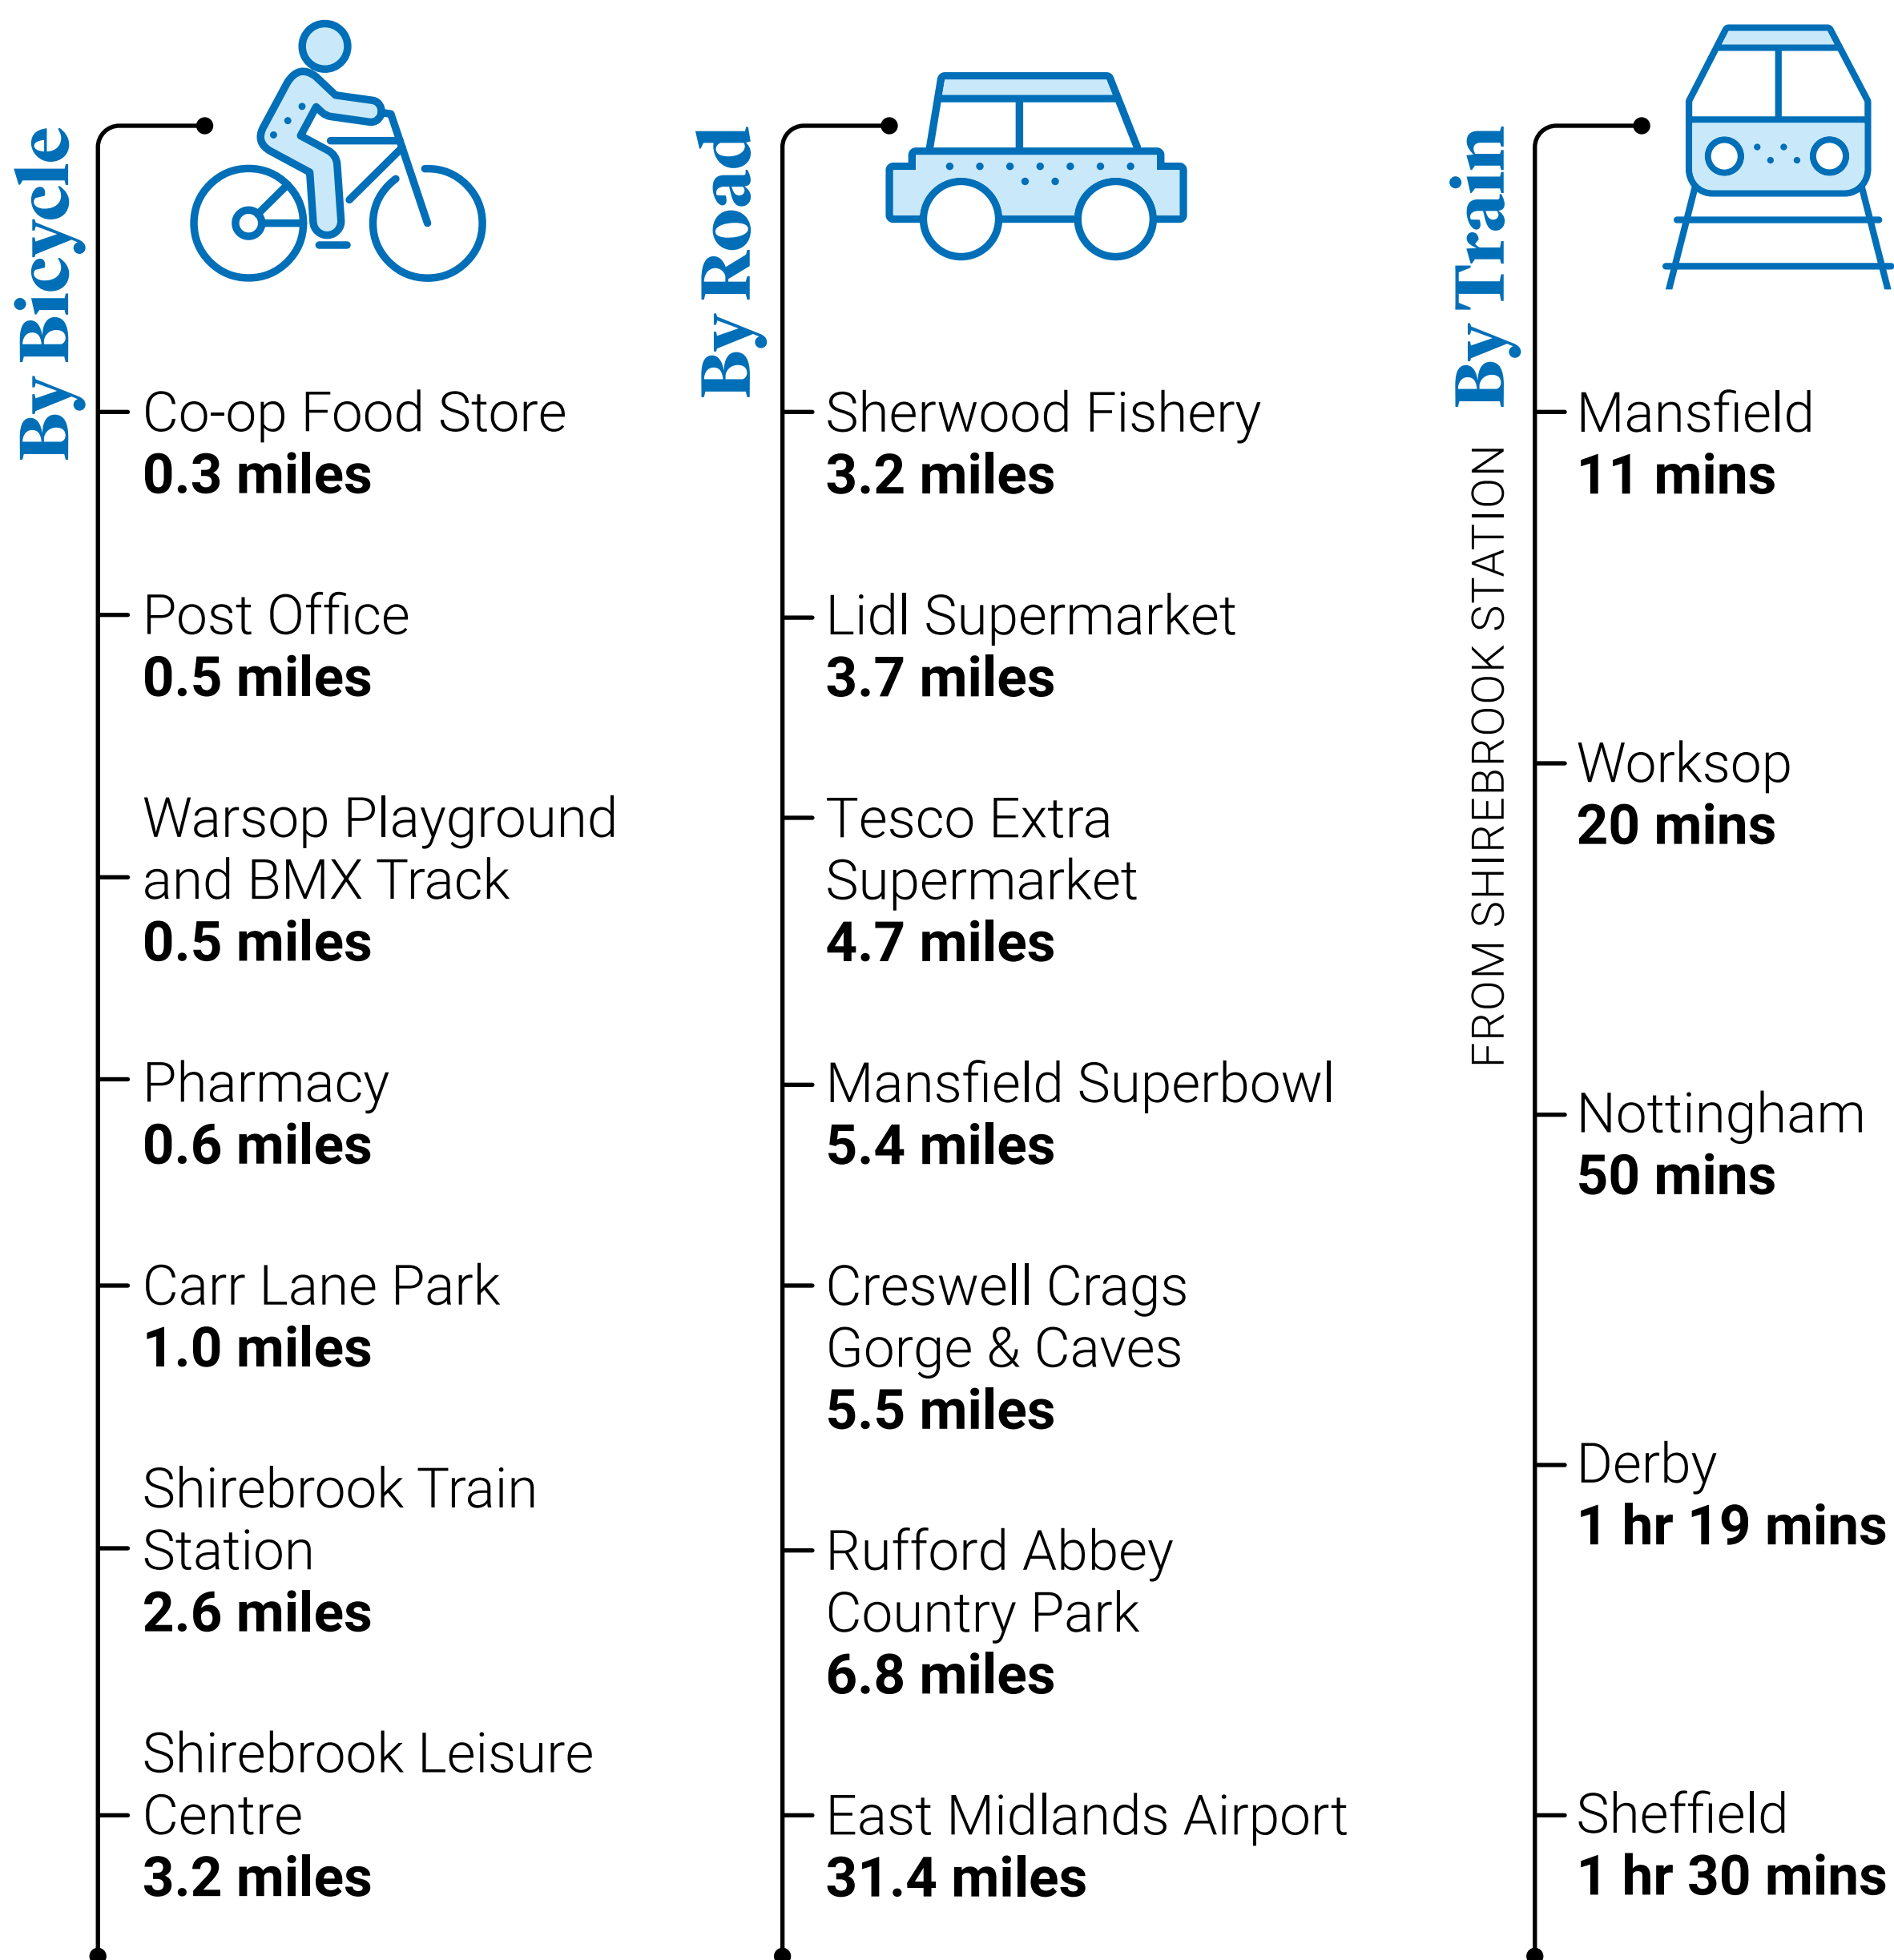 By Bicycle
Co-op Food Store
0.3 miles
Post Office
0.5 miles
Warsop Playground
and BMX Track
0.5 miles
Pharmacy
0.6 miles
Carr Lane Park
1.0 miles
Shirebrook Train
Station
2.6 miles
Shirebrook Leisure
Centre
3.2 miles
By Road
Sherwood Fishery
3.2 miles
Lidl Supermarket
3.7 miles
Tesco Extra
Supermarket
4.7 miles
Mansfield Superbowl
5.4 miles
Creswell Crags
Gorge & Caves
5.5 miles
Rufford Abbey
Country Park
6.8 miles
East Midlands Airport
31.4 miles
By Train
FROM SHIREBROOK STATION
Mansfield
11 mins
Worksop
20 mins
Nottingham
50 mins
Derby
1 hr 19 mins
Sheffield
1 hr 30 mins